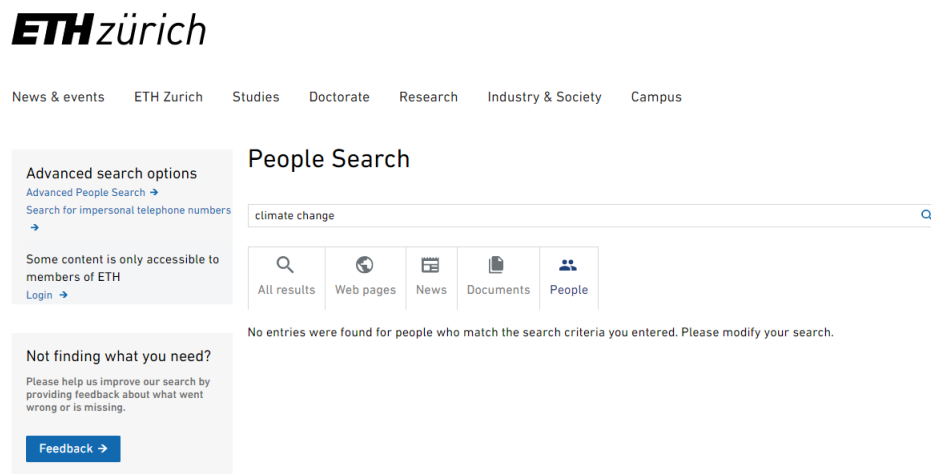 ETH zürich
News & events ETH Zurich Studies Doctorate Research Industry & Society Campus
Advanced search options
Advanced People Search →
Search for impersonal telephone numbers
→
Some content is only accessible to
members of ETH
Login →
Not finding what you need?
Please help us improve our search by
providing feedback about what went
wrong or is missing.
Feedback →
People Search
climate change
All results Web pages News Documents People
No entries were found for people who match the search criteria you entered. Please modify your search.